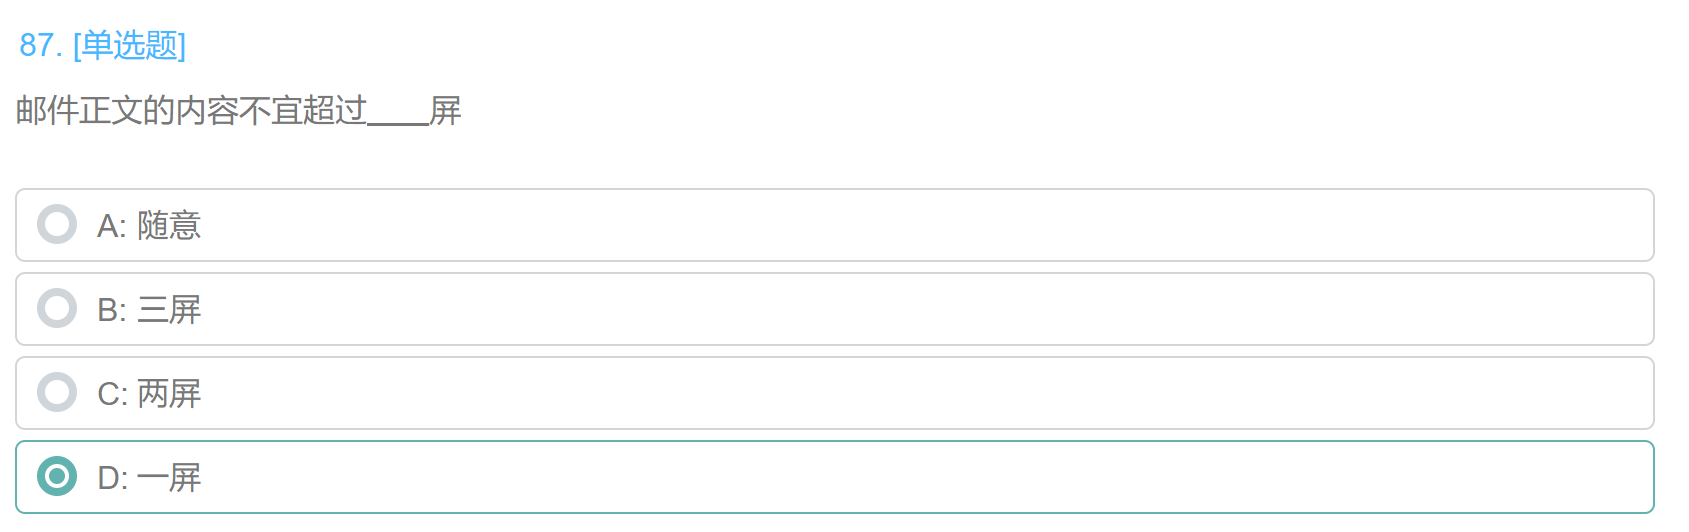 87. [单选题]
邮件正文的内容不宜超过____屏
A: 随意
B: 三屏
C: 两屏
D: 一屏